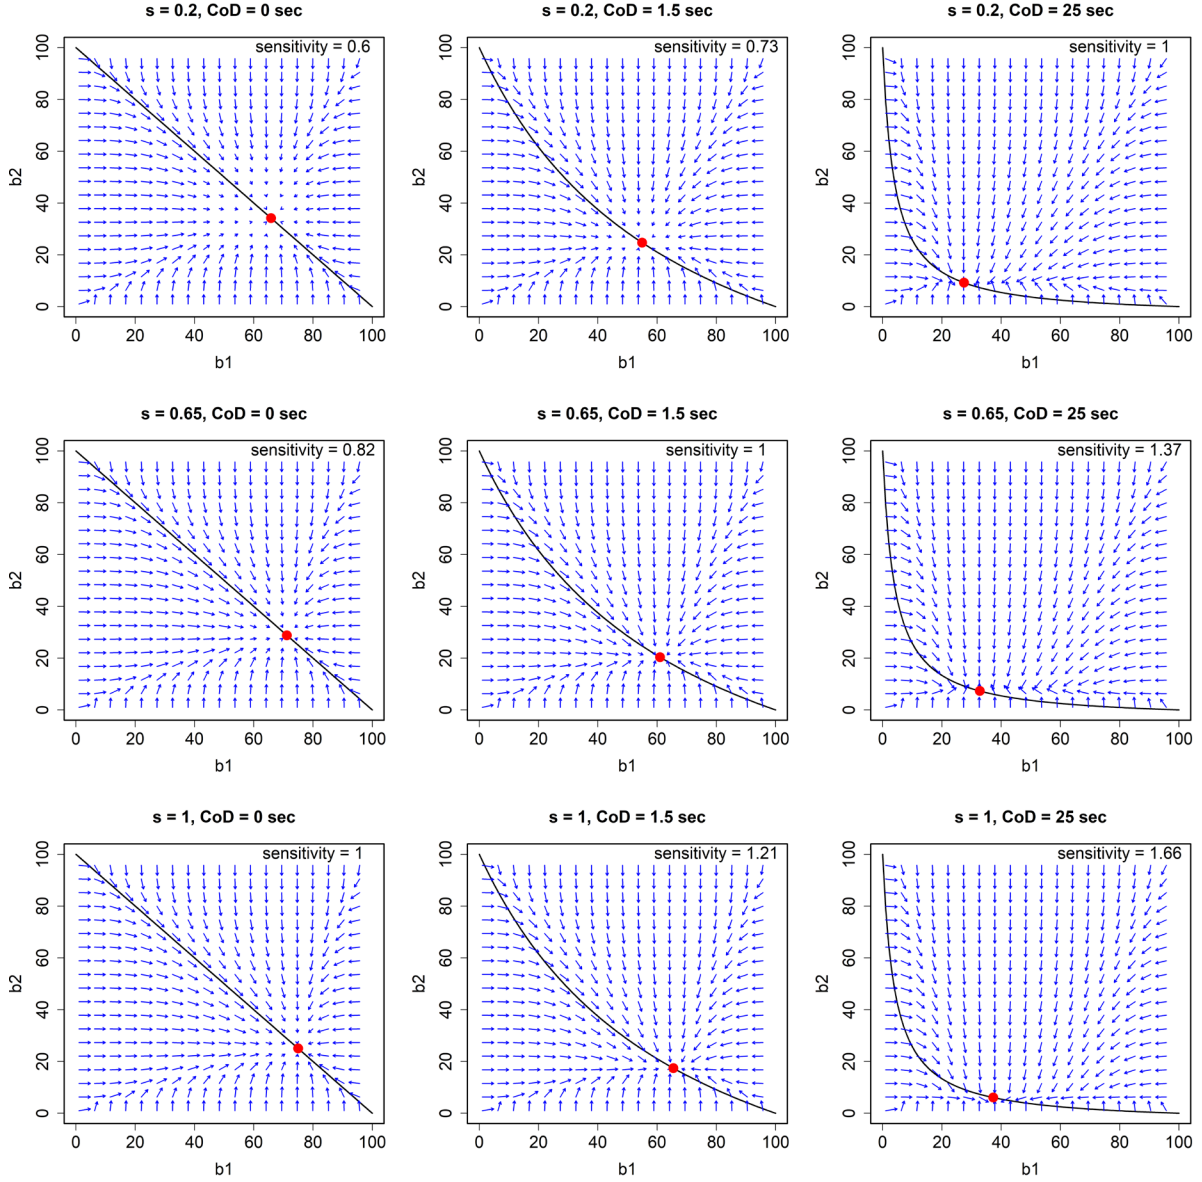 s = 0.2, CoD = 0 sec
sensitivity = 0.6
b2
0 20 40 60 80 100
0 20 40 60 80 100
b1
s = 0.2, CoD = 1.5 sec
sensitivity = 0.73
b2
0 20 40 60 80 100
0 20 40 60 80 100
b1
s = 0.2, CoD = 25 sec
sensitivity = 1
b2
0 20 40 60 80 100
0 20 40 60 80 100
b1
s = 0.65, CoD = 0 sec
sensitivity = 0.82
b2
0 20 40 60 80 100
0 20 40 60 80 100
b1
s = 0.65, CoD = 1.5 sec
sensitivity = 1
b2
0 20 40 60 80 100
0 20 40 60 80 100
b1
s = 0.65, CoD = 25 sec
sensitivity = 1.37
b2
0 20 40 60 80 100
0 20 40 60 80 100
b1
s = 1, CoD = 0 sec
sensitivity = 1
b2
0 20 40 60 80 100
0 20 40 60 80 100
b1
s = 1, CoD = 1.5 sec
sensitivity = 1.21
b2
0 20 40 60 80 100
0 20 40 60 80 100
b1
s = 1, CoD = 25 sec
sensitivity = 1.66
b2
0 20 40 60 80 100
0 20 40 60 80 100
b1